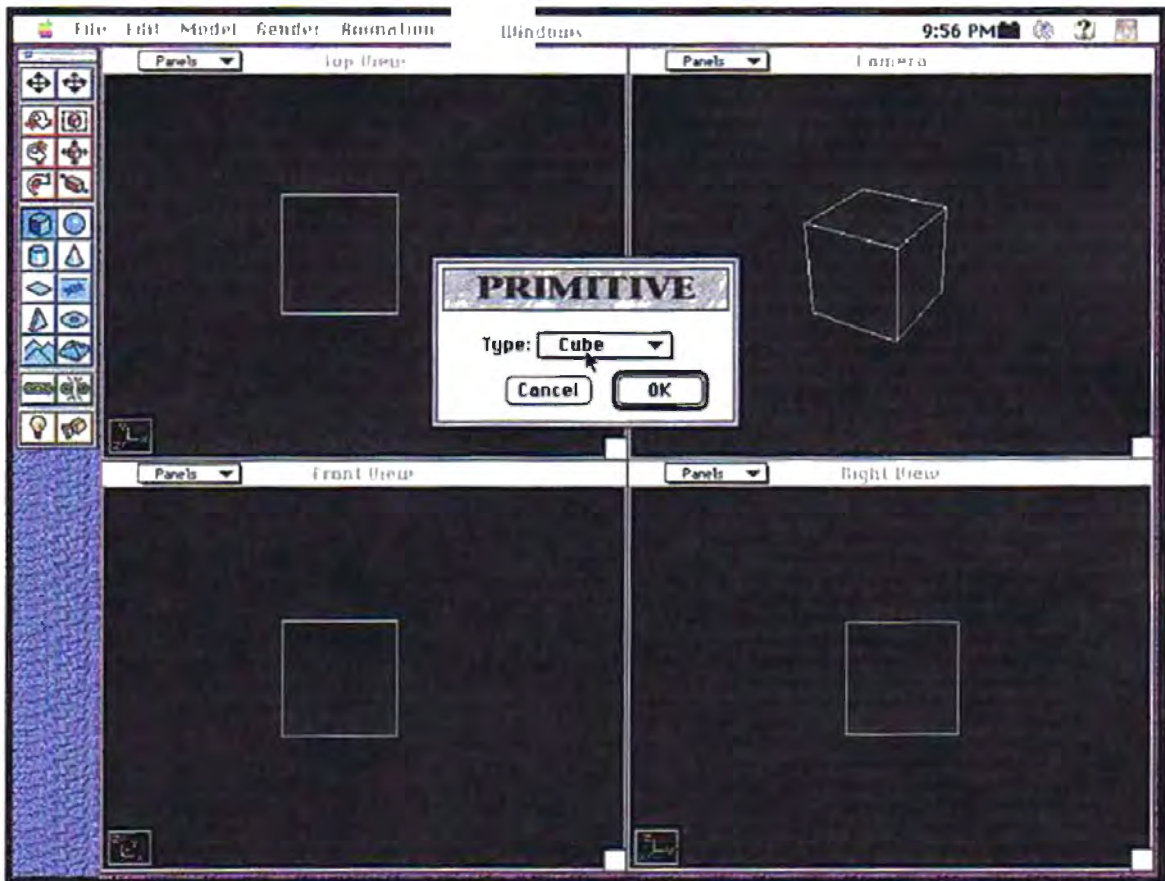 File Edit Model Render Animation Windows 9:56 PM
Panels Top View
Panels Camera
PRIMITIVE
Type: Cube
Cancel OK
Panels Front View
Panels Right View